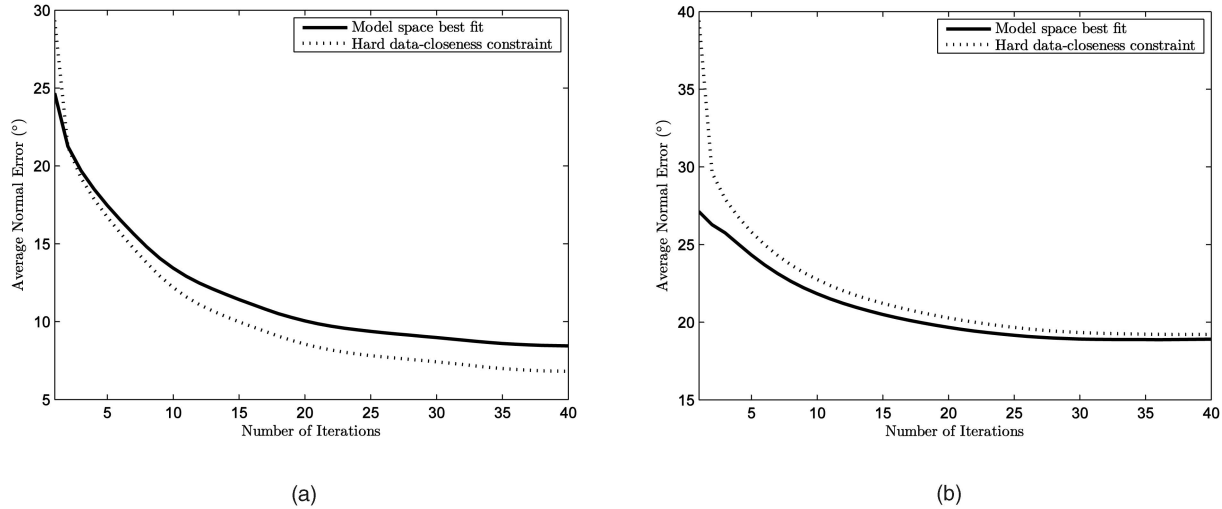 30
25
20
15
10
5
Average Normal Error (°)
Model space best fit
Hard data-closeness constraint
5 10 15 20 25 30 35 40
Number of Iterations
(a)
40
35
30
25
20
15
Average Normal Error (°)
Model space best fit
Hard data-closeness constraint
5 10 15 20 25 30 35 40
Number of Iterations
(b)